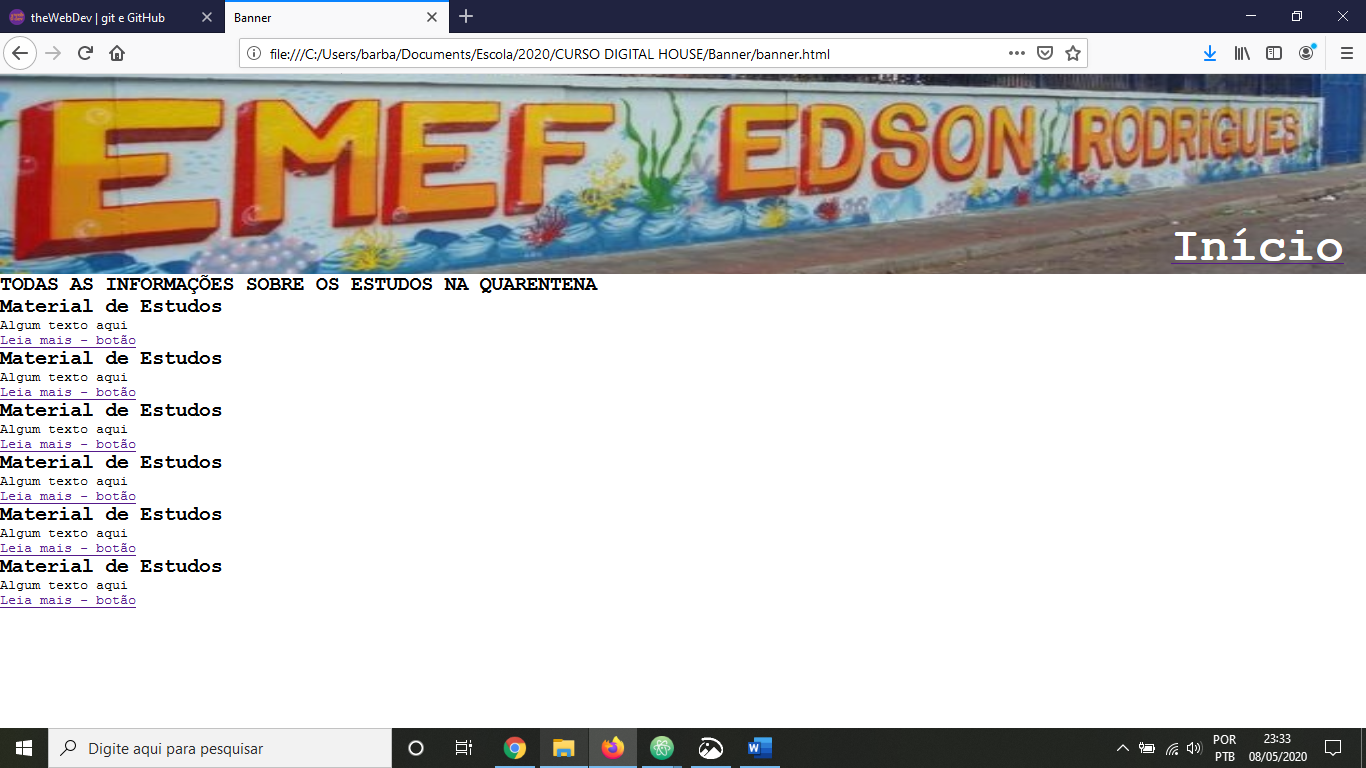 theWebDev | git e GitHub
Banner
file:///C:/Users/barba/Documents/Escola/2020/CURSO DIGITAL HOUSE/Banner/banner.html
EMEF EDSON RODRIGUES
Início
TODAS AS INFORMAÇÕES SOBRE OS ESTUDOS NA QUARENTENA
Material de Estudos
Algum texto aqui
Leia mais - botão
Material de Estudos
Algum texto aqui
Leia mais - botão
Material de Estudos
Algum texto aqui
Leia mais - botão
Material de Estudos
Algum texto aqui
Leia mais - botão
Material de Estudos
Algum texto aqui
Leia mais - botão
Material de Estudos
Algum texto aqui
Leia mais - botão
Digite aqui para pesquisar
POR
PTB
23:33
08/05/2020